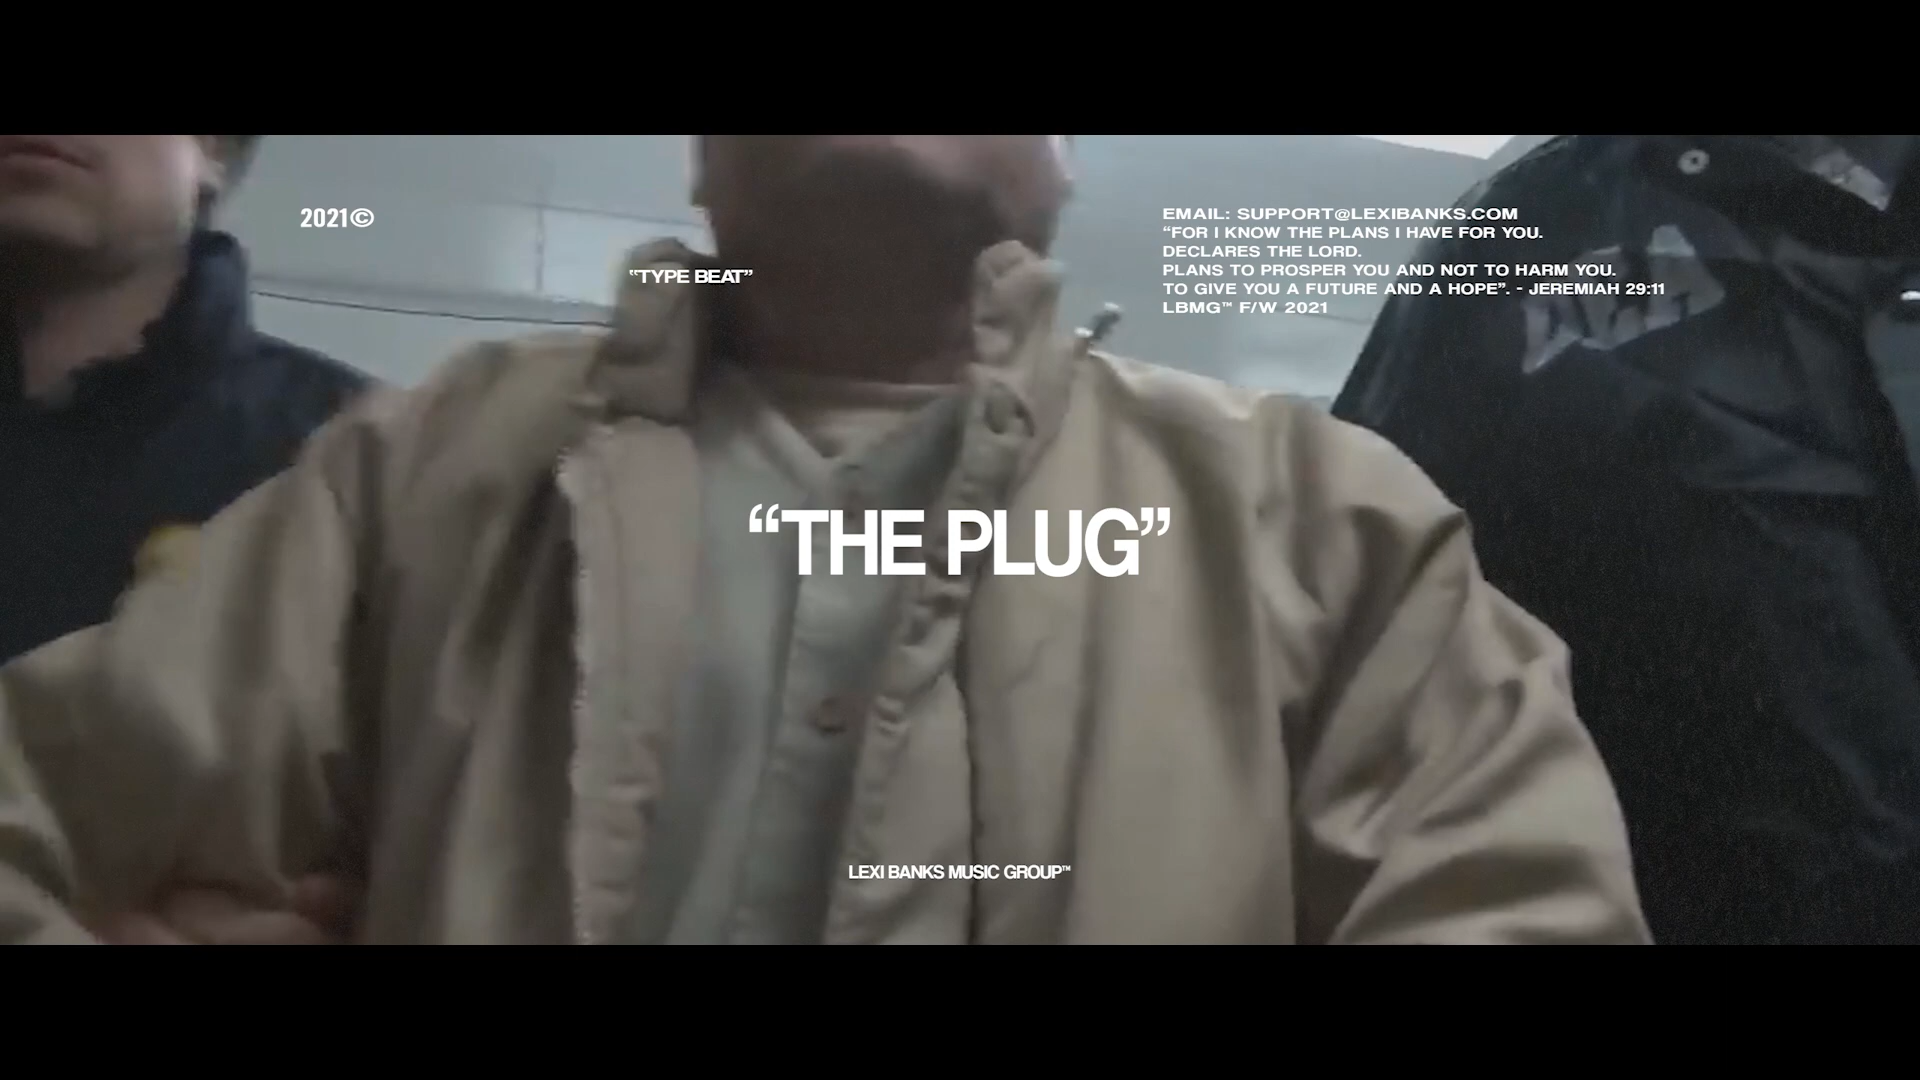 2021©
"TYPE BEAT"
EMAIL: SUPPORT@LEXIBANKS.COM
“FOR I KNOW THE PLANS I HAVE FOR YOU.
DECLARES THE LORD.
PLANS TO PROSPER YOU AND NOT TO HARM YOU.
TO GIVE YOU A FUTURE AND A HOPE”. - JEREMIAH 29:11
LBMG™ F/W 2021
“THE PLUG”
LEXI BANKS MUSIC GROUP™